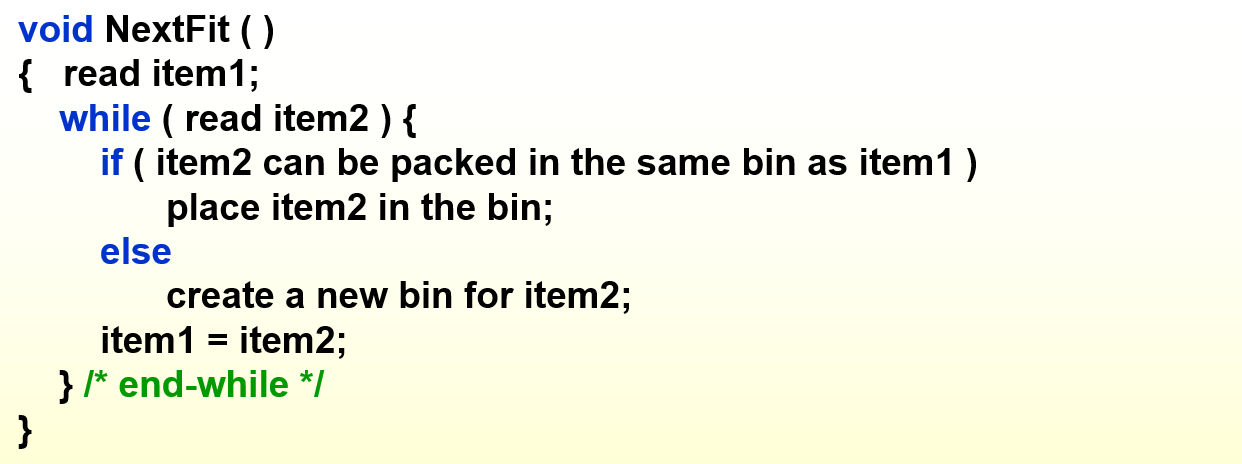 void NextFit ( )
{   read item1;
    while ( read item2 ) {
        if ( item2 can be packed in the same bin as item1 )
            place item2 in the bin;
        else
            create a new bin for item2;
        item1 = item2;
    } /* end-while */
}